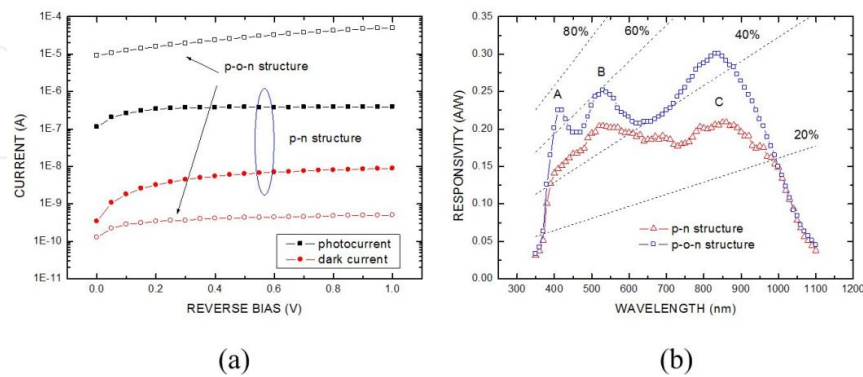 (a)
1E-4
1E-5
1E-6
1E-7
1E-8
1E-9
1E-10
1E-11
CURRENT (A)
p-o-n structure
p-n structure
photocurrent
dark current
0.0 0.2 0.4 0.6 0.8 1.0
REVERSE BIAS (V)
(a)
(b)
0.35
0.30
0.25
0.20
0.15
0.10
0.05
0.00
RESPONSIVITY (A/W)
80% 60% 40%
20%
A
B
C
p-n structure
p-o-n structure
300 400 500 600 700 800 900 1000 1100
WAVELENGTH (nm)
(b)